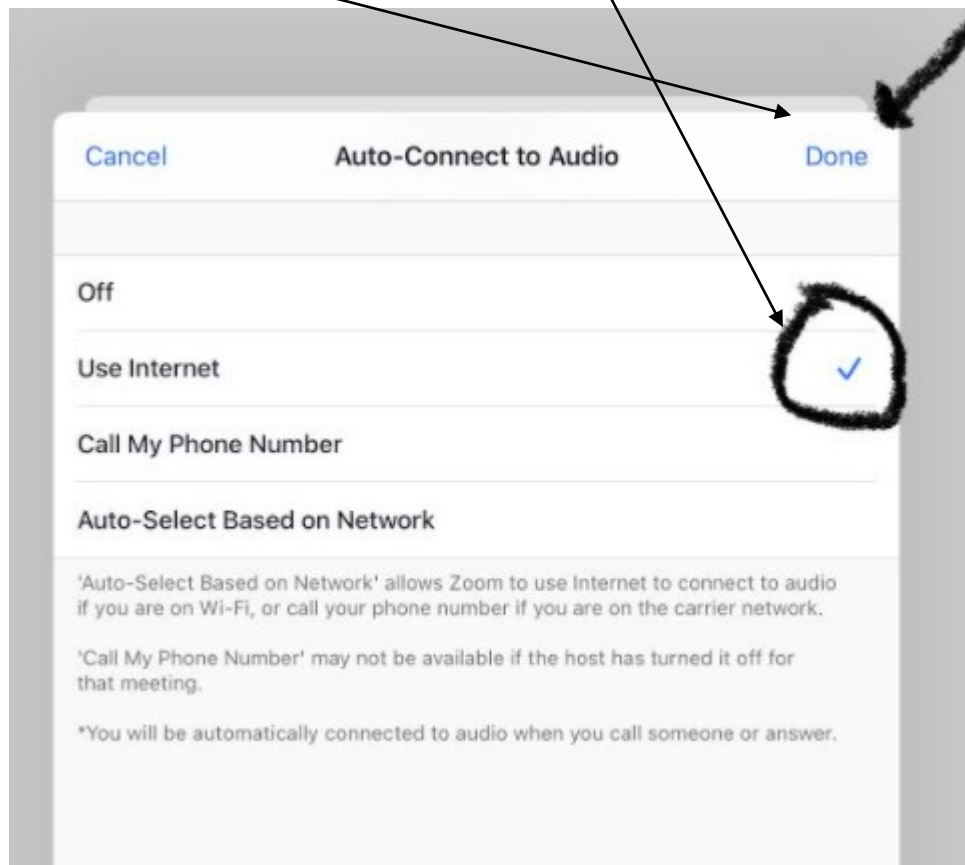 Cancel Auto-Connect to Audio Done
Off
Use Internet
Call My Phone Number
Auto-Select Based on Network
'Auto-Select Based on Network' allows Zoom to use Internet to connect to audio
if you are on Wi-Fi, or call your phone number if you are on the carrier network.
'Call My Phone Number' may not be available if the host has turned it off for
that meeting.
*You will be automatically connected to audio when you call someone or answer.